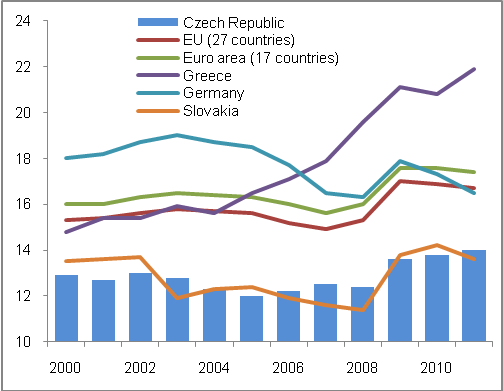 24
22
20
18
16
14
12
10
Czech Republic
EU (27 countries)
Euro area (17 countries)
Greece
Germany
Slovakia
2000 2002 2004 2006 2008 2010